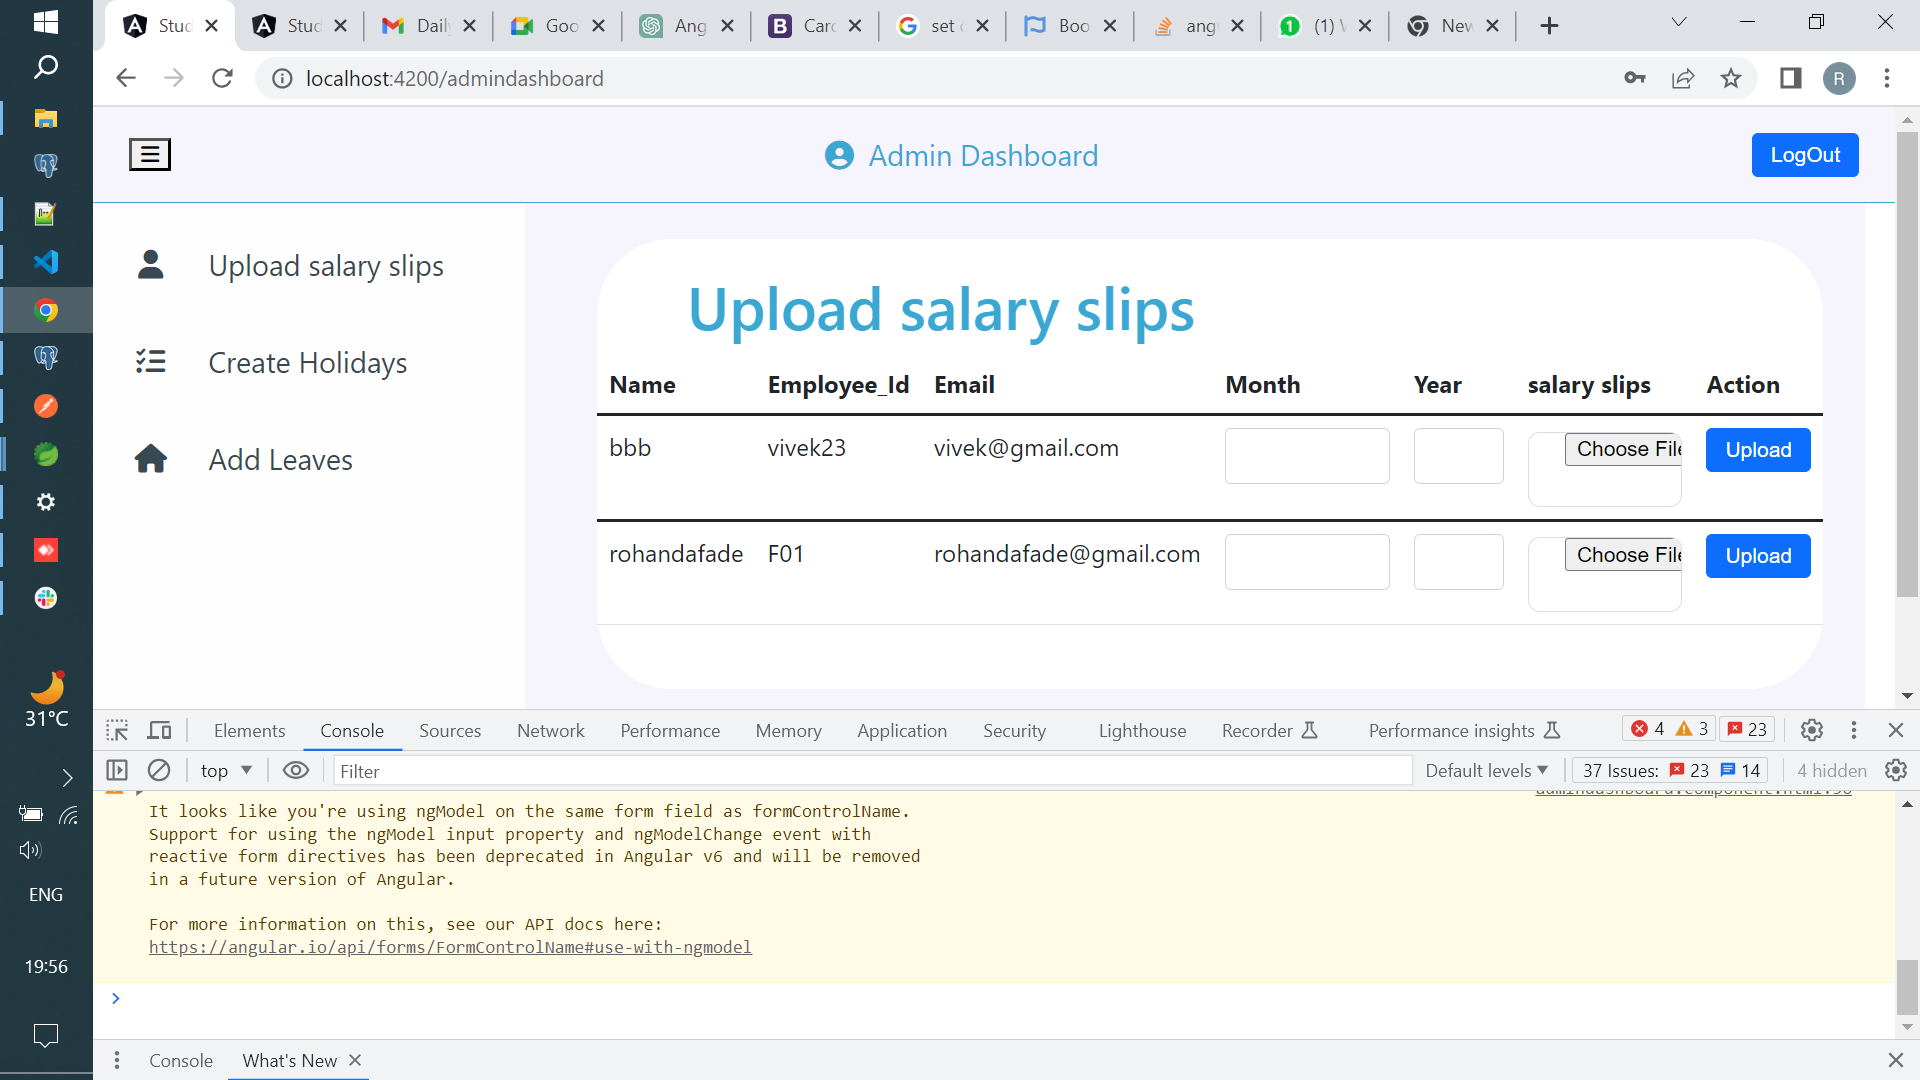 Stud
Stud
Daily
Goo
Ang
Caro
set
Boo
ang
(1)
New
localhost:4200/admindashboard
R
Admin Dashboard
LogOut
Upload salary slips
Create Holidays
Add Leaves
Upload salary slips
Name Employee_Id Email Month Year salary slips Action
bbb vivek23 vivek@gmail.com Choose File Upload
rohandafade F01 rohandafade@gmail.com Choose File Upload
31°C
ENG
19:56
Elements Console Sources Network Performance Memory Application Security Lighthouse Recorder Performance insights 4 3 23
top Filter Default levels 37 Issues: 23 14 4 hidden
admindashboard.component.html:58
It looks like you're using ngModel on the same form field as formControlName.
Support for using the ngModel input property and ngModelChange event with
reactive form directives has been deprecated in Angular v6 and will be removed
in a future version of Angular.
For more information on this, see our API docs here:
https://angular.io/api/forms/FormControlName#use-with-ngmodel
Console What's New